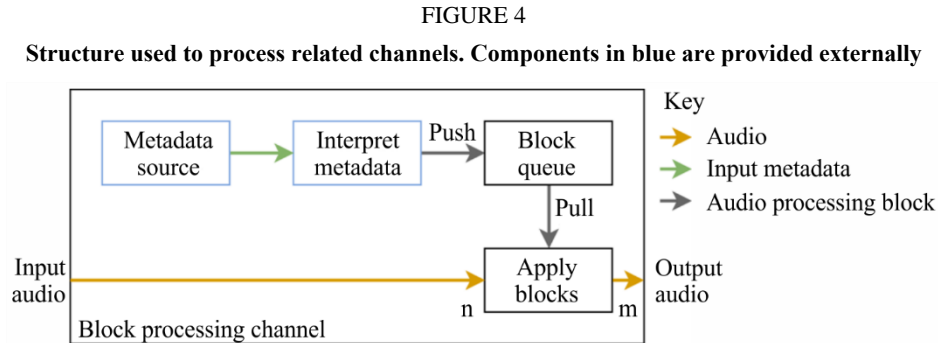 FIGURE 4
Structure used to process related channels. Components in blue are provided externally
Metadata
source
Interpret
metadata
Push
Block
queue
Pull
Key
Audio
Input metadata
Audio processing block
Input
audio
n
Apply
blocks
m
Output
audio
Block processing channel